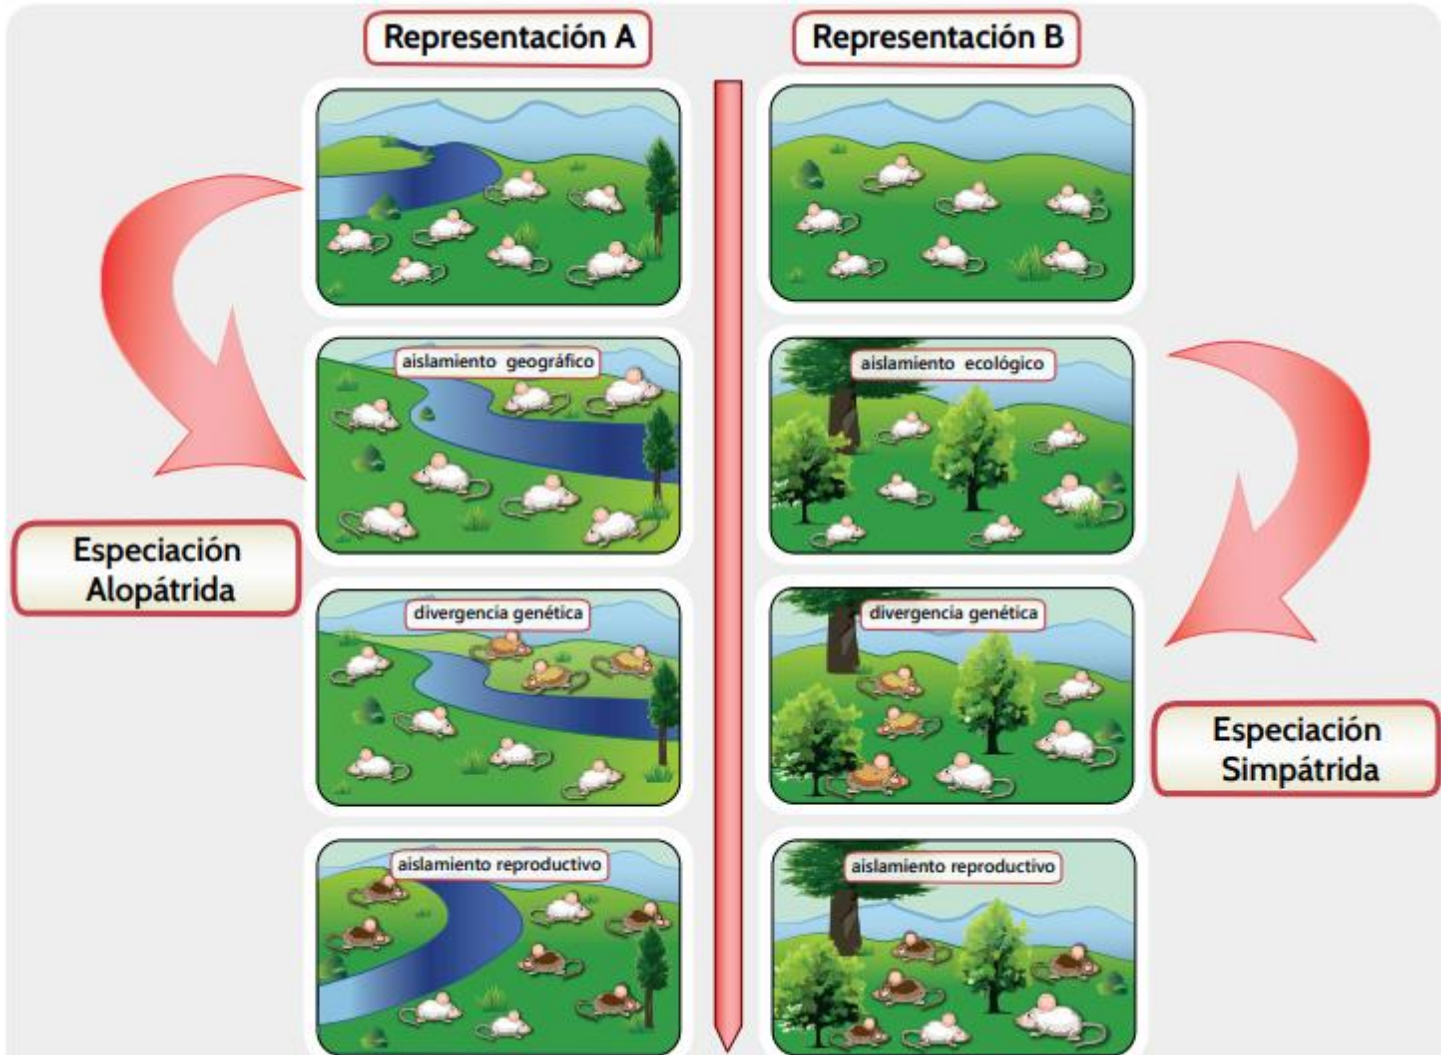 Representación A
Representación B
aislamiento geográfico
aislamiento ecológico
Especiación
Alopátrida
divergencia genética
divergencia genética
Especiación
Simpátrida
aislamiento reproductivo
aislamiento reproductivo